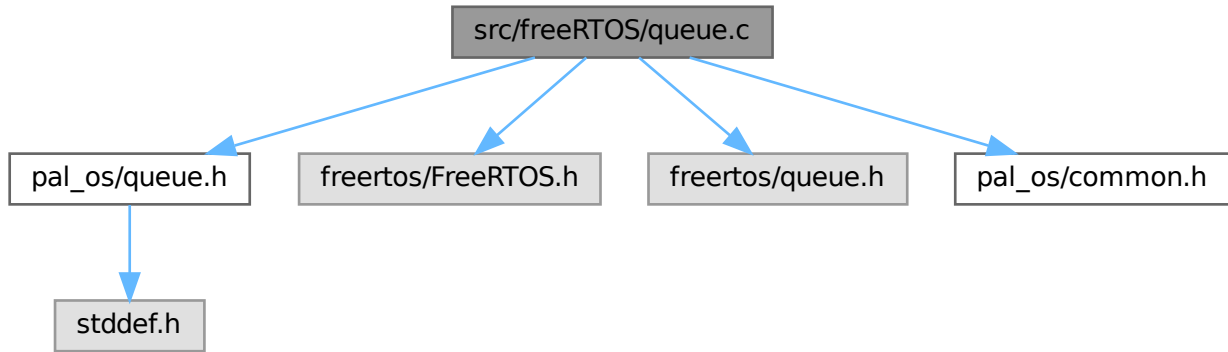 src/freeRTOS/queue.c
pal_os/queue.h
freertos/FreeRTOS.h
freertos/queue.h
pal_os/common.h
stddef.h